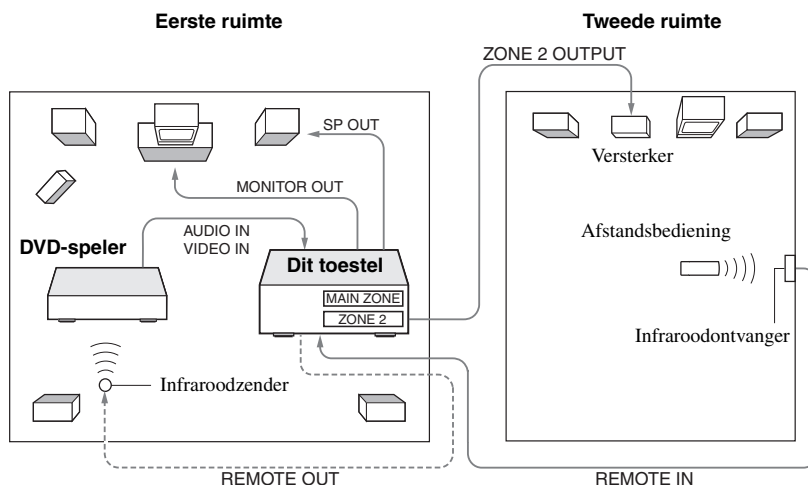 Eerste ruimte
Tweede ruimte
ZONE 2 OUTPUT
SP OUT
Versterker
MONITOR OUT
AUDIO IN
VIDEO IN
DVD-speler
Dit toestel
Afstandsbediening
MAIN ZONE
ZONE 2
Infraroodontvanger
Infraroodzender
REMOTE OUT
REMOTE IN